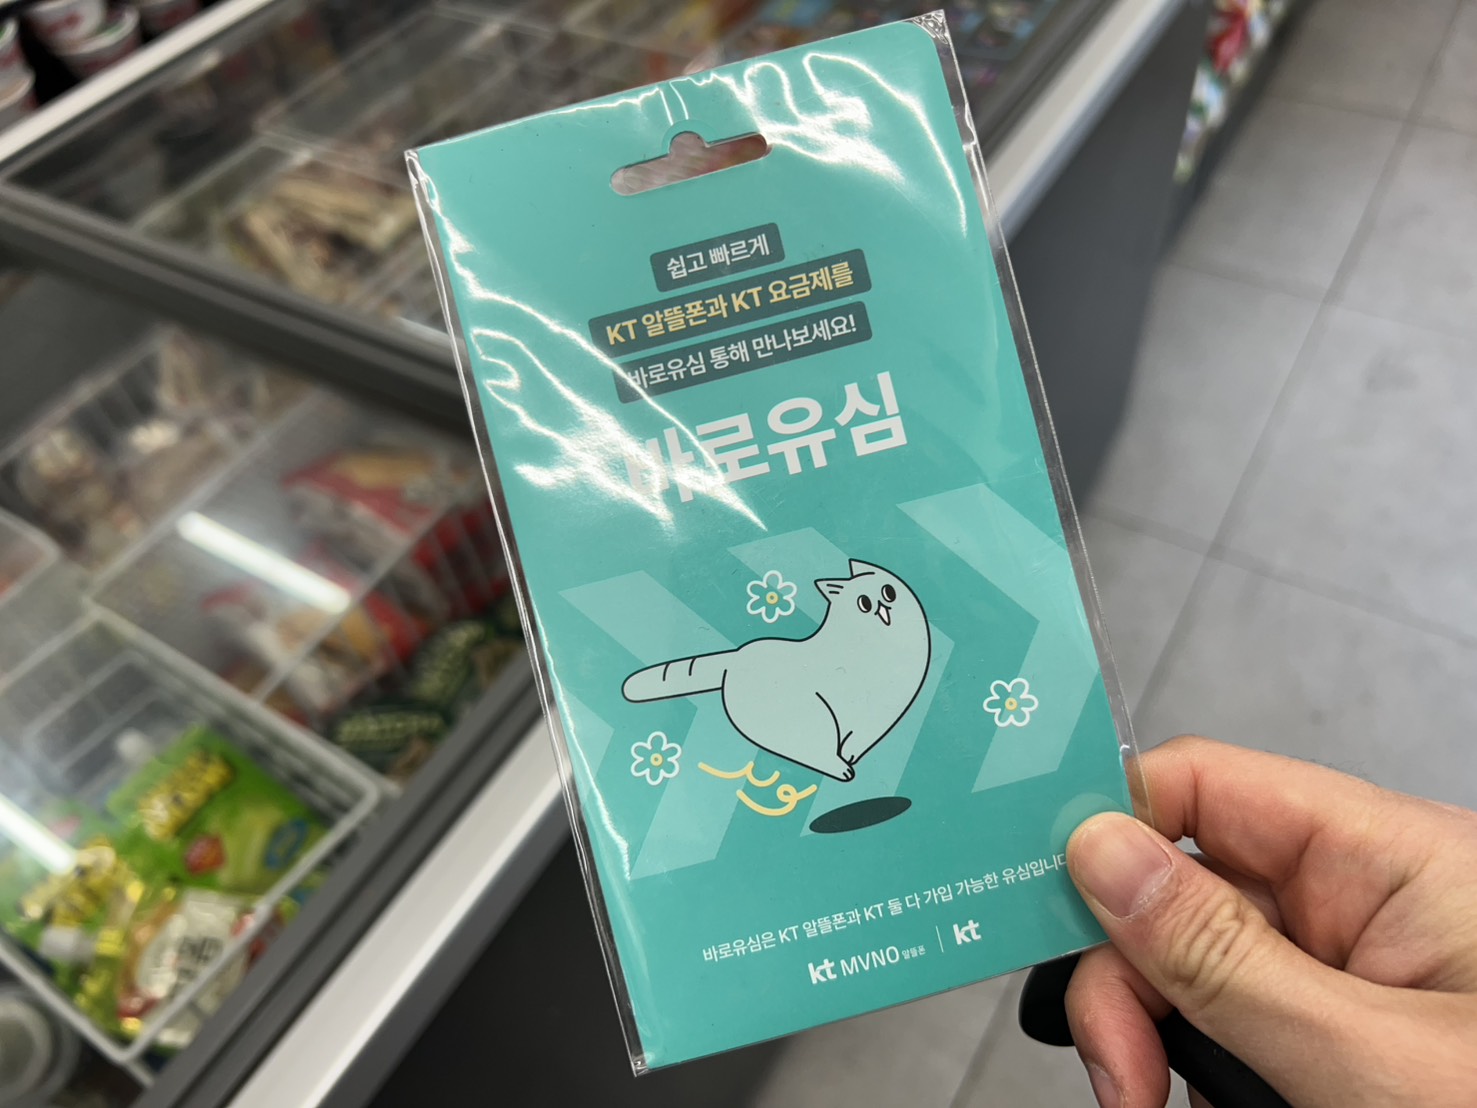 쉽고 빠르게
KT 알뜰폰과 KT 요금제를
바로유심 통해 만나보세요!
바로유심
바로유심은 KT 알뜰폰과 KT 둘 다 가입 가능한 유심입니다
kt MVNO 알뜰폰 | kt